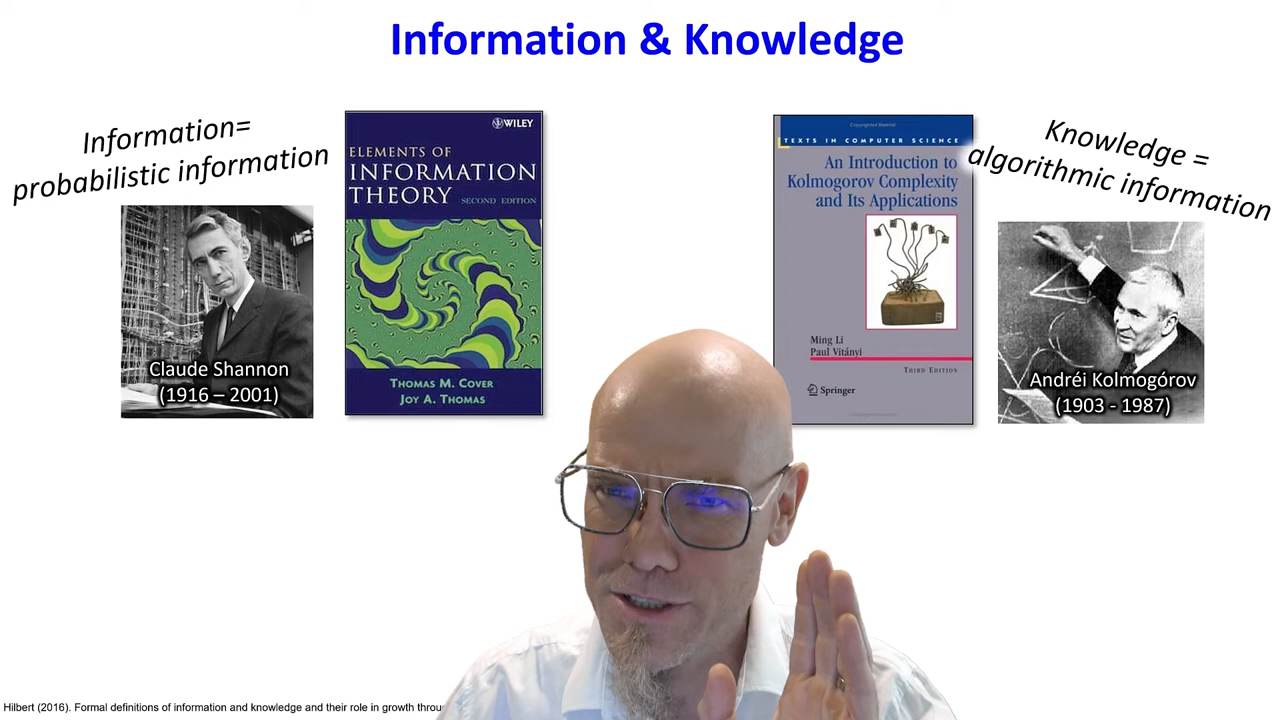 Information & Knowledge
Information=
probabilistic information
Claude Shannon
(1916 – 2001)
WILEY
ELEMENTS OF
INFORMATION
THEORY SECOND EDITION
THOMAS M. COVER
JOY A. THOMAS
Copyrighted Material
TEXTS IN COMPUTER SCIENCE
An Introduction to
Kolmogorov Complexity
and Its Applications
Ming Li
Paul Vitányi
THIRD EDITION
Springer
Knowledge =
algorithmic information
Andréi Kolmogórov
(1903 - 1987)
Hilbert (2016). Formal definitions of information and knowledge and their role in growth